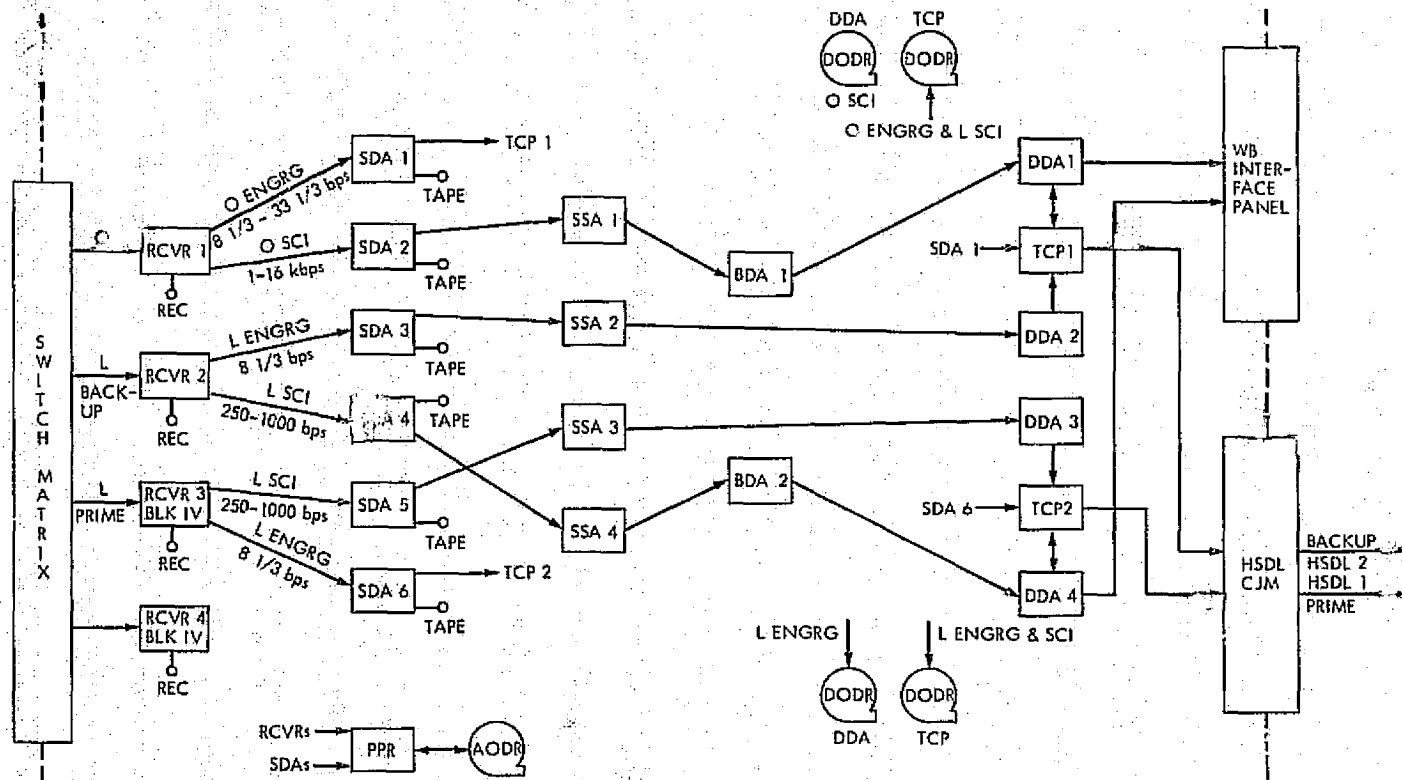 DDA
TCP
DODR
DODR
O SCI
O ENGRG & L SCI
SWITCH MATRIX
O
RCVR 1
REC
O ENGRG
8 1/3 - 33 1/3 bps
O SCI
1-16 kbps
SDA 1
TCP 1
TAPE
SDA 2
TAPE
SSA 1
BDA 1
DDA 1
SDA 1
TCP1
WB
INTER-
FACE
PANEL
L
BACK-
UP
RCVR 2
REC
L ENGRG
8 1/3 bps
L SCI
250-1000 bps
SDA 3
TAPE
4
TAPE
SSA 2
DDA 2
L
PRIME
RCVR 3
BLK IV
REC
L SCI
250-1000 bps
L ENGRG
8 1/3 bps
SDA 5
TAPE
SDA 6
TCP 2
TAPE
SSA 3
SSA 4
BDA 2
DDA 3
SDA 6
TCP2
DDA 4
HSDL
CJM
BACKUP
HSDL 2
HSDL 1
PRIME
RCVR 4
BLK IV
REC
L ENGRG
L ENGRG & SCI
DODR
DODR
DDA
TCP
RCVRs
SDAs
PPR
AODR